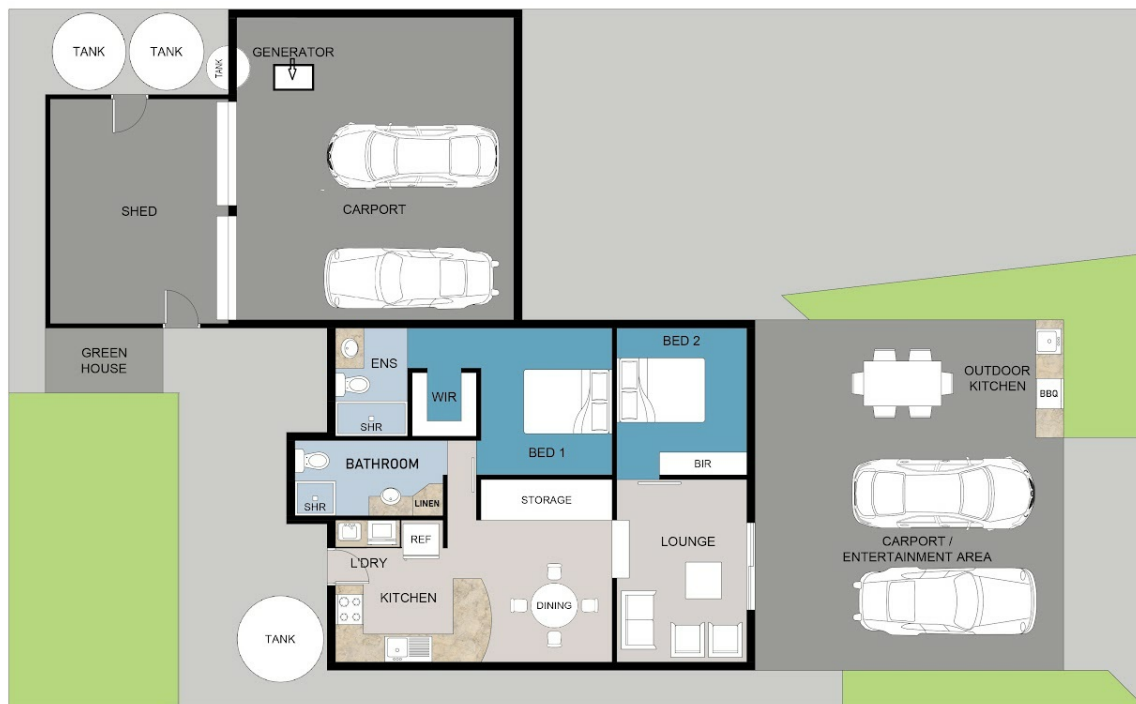 TANK
TANK
TANK
GENERATOR
SHED
CARPORT
GREEN
HOUSE
ENS
WIR
SHR
BED 1
BED 2
BIR
OUTDOOR
KITCHEN
BBQ
BATHROOM
SHR
LINEN
STORAGE
REF
L'DRY
KITCHEN
DINING
LOUNGE
CARPORT /
ENTERTAINMENT AREA
TANK